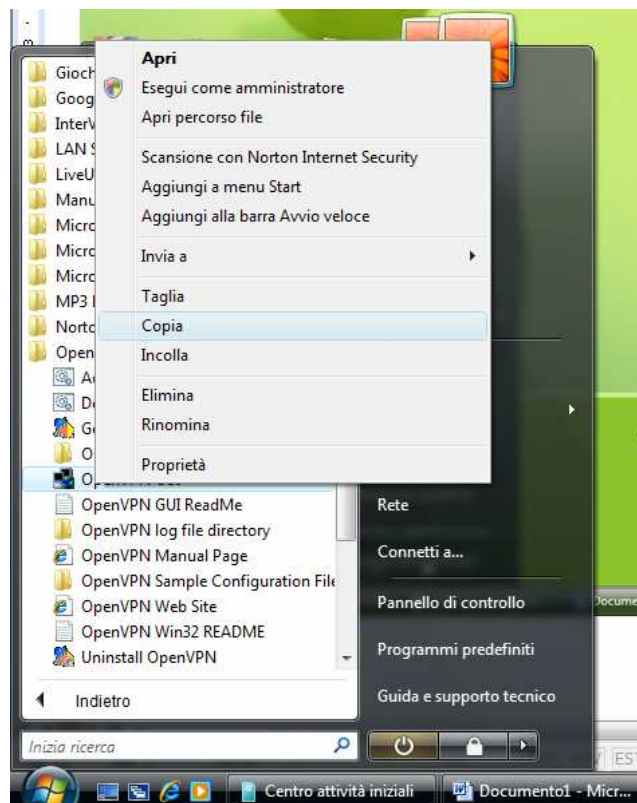 Apri
Esegui come amministratore
Apri percorso file
Scansione con Norton Internet Security
Aggiungi a menu Start
Aggiungi alla barra Avvio veloce
Invia a
Taglia
Copia
Incolla
Elimina
Rinomina
Proprietà
OpenVPN GUI ReadMe
OpenVPN log file directory
OpenVPN Manual Page
OpenVPN Sample Configuration File
OpenVPN Web Site
OpenVPN Win32 README
Uninstall OpenVPN
Indietro
Inizia ricerca
Rete
Connetti a...
Pannello di controllo
Programmi predefiniti
Guida e supporto tecnico
Centro attività iniziali
Documento1 - Micr...